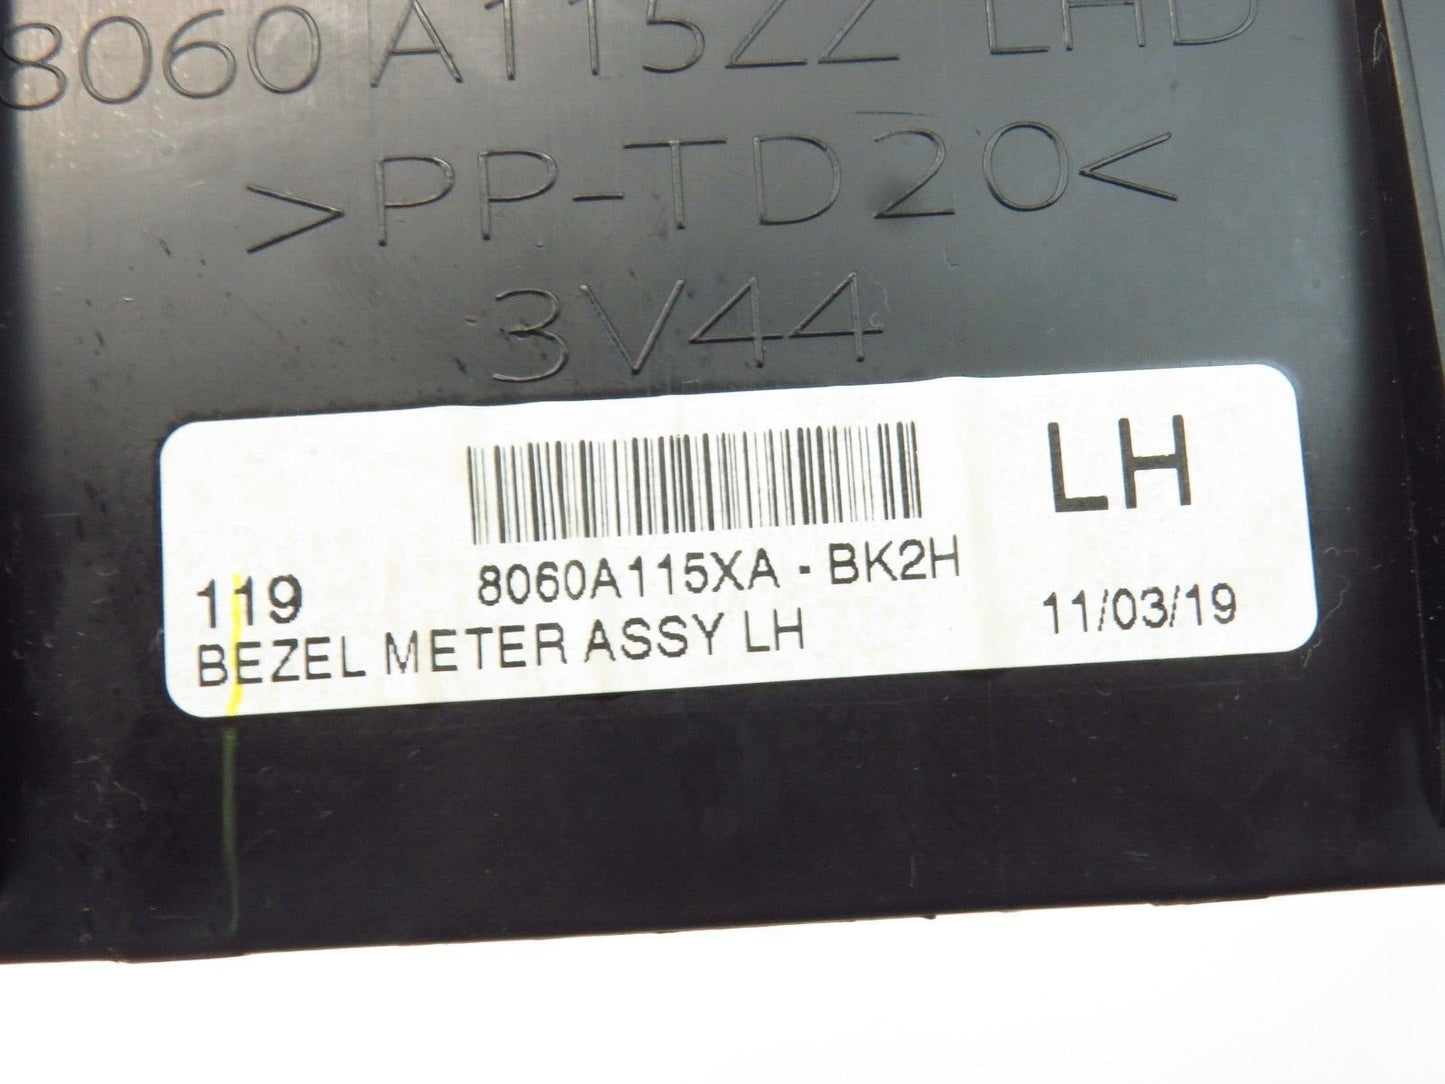 8060 A115ZZ LHD
>PP-TD20<
3V44
LH
8060A115XA - BK2H
119
11/03/19
BEZEL METER ASSY LH